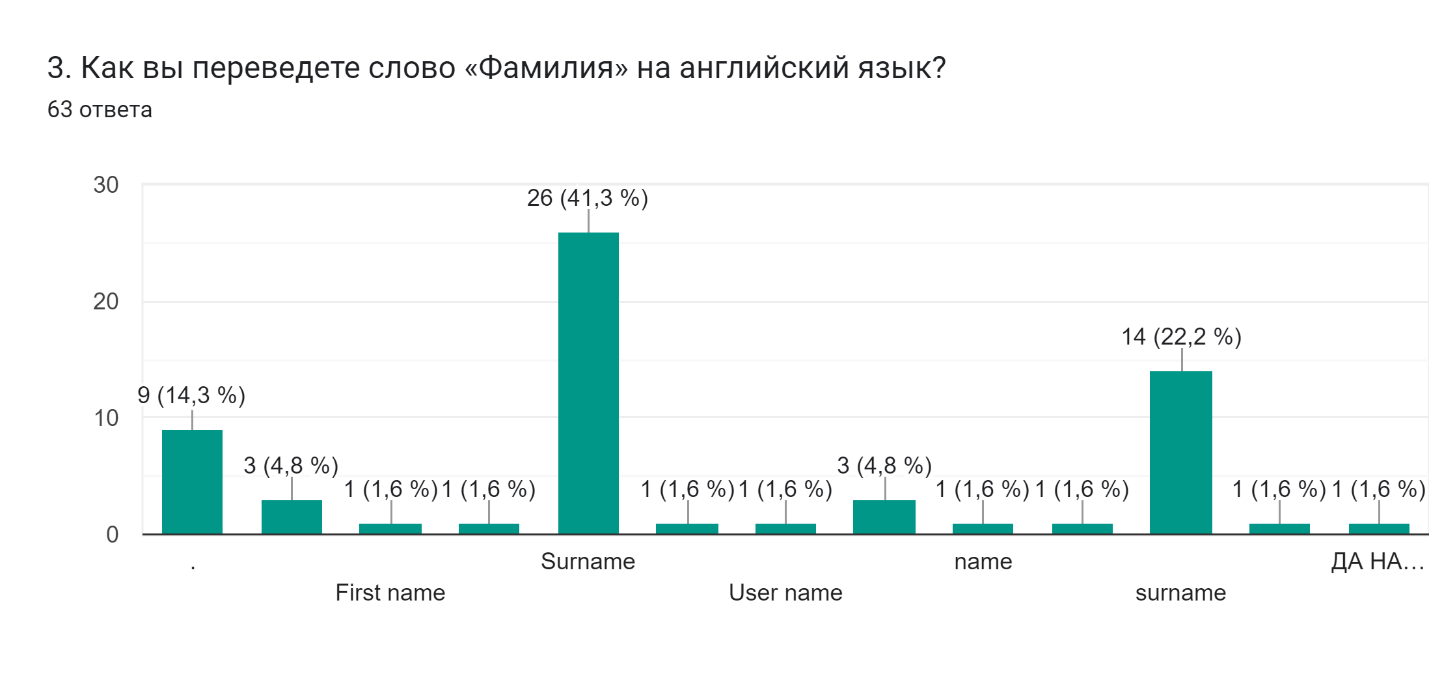 3. Как вы переведете слово «Фамилия» на английский язык?
63 ответа
30
20
10
0
9 (14,3 %)
3 (4,8 %)
1 (1,6 %)
1 (1,6 %)
26 (41,3 %)
1 (1,6 %)
1 (1,6 %)
3 (4,8 %)
1 (1,6 %)
1 (1,6 %)
14 (22,2 %)
1 (1,6 %)
1 (1,6 %)
. Surname name ДА НА…
First name User name surname